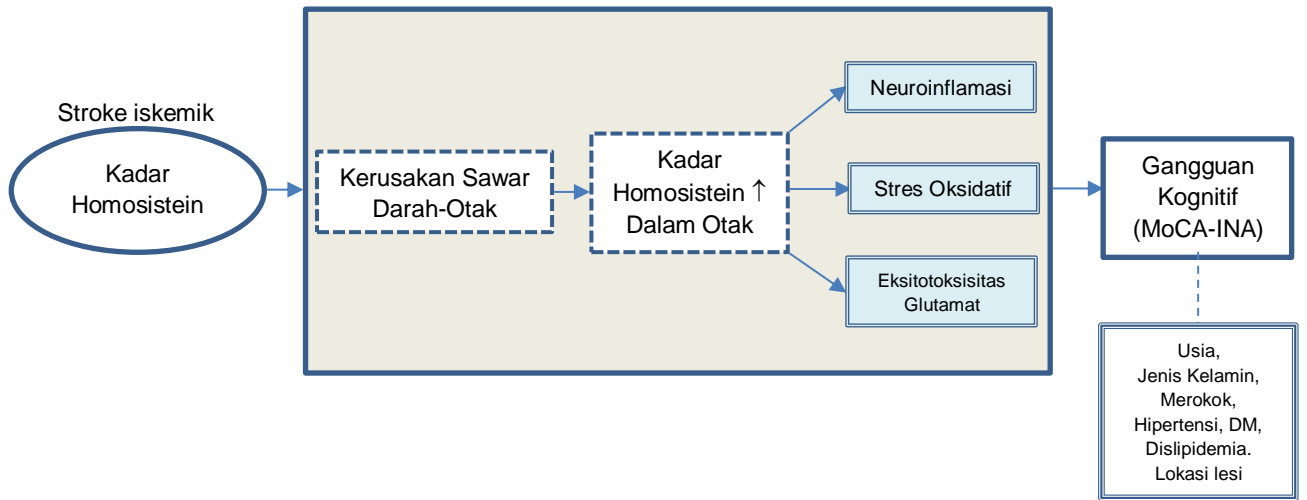 Stroke iskemik
Kadar
Homosistein
Kerusakan Sawar
Darah-Otak
Kadar
Homosistein ↑
Dalam Otak
Neuroinflamasi
Stres Oksidatif
Eksitotoksisitas
Glutamat
Gangguan
Kognitif
(MoCA-INA)
Usia,
Jenis Kelamin,
Merokok,
Hipertensi, DM,
Dislipidemia.
Lokasi lesi